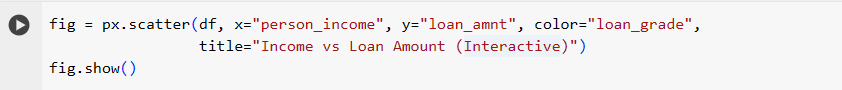 fig = px.scatter(df, x="person_income", y="loan_amnt", color="loan_grade",
                 title="Income vs Loan Amount (Interactive)")
fig.show()